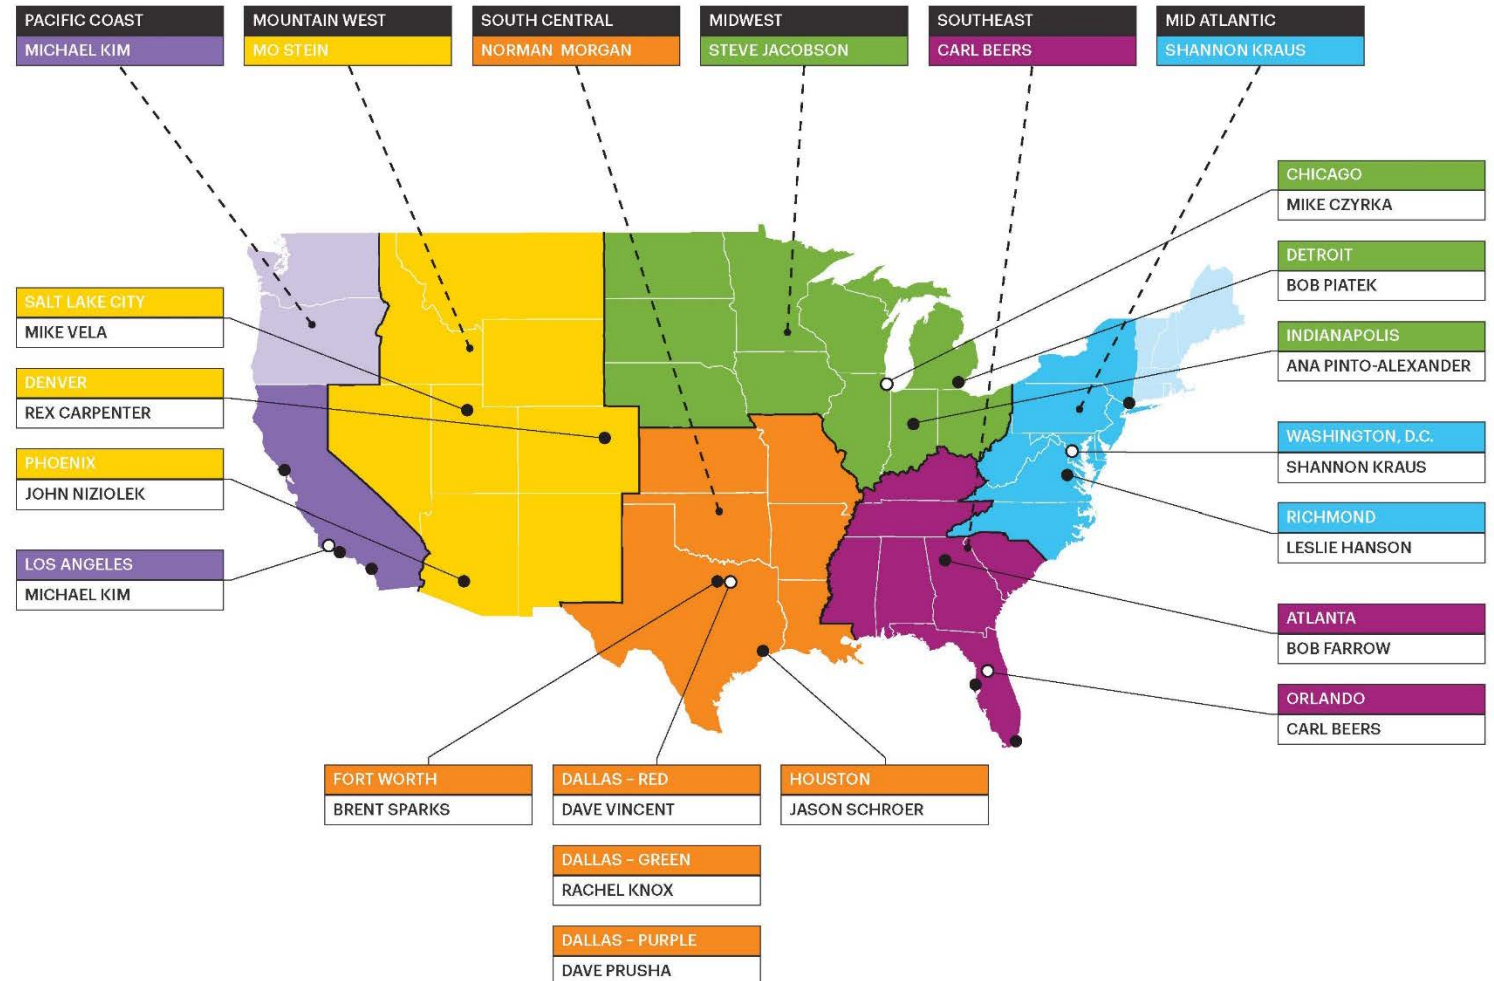 PACIFIC COAST
MICHAEL KIM
MOUNTAIN WEST
MO STEIN
SOUTH CENTRAL
NORMAN MORGAN
MIDWEST
STEVE JACOBSON
SOUTHEAST
CARL BEERS
MID ATLANTIC
SHANNON KRAUS
SALT LAKE CITY
MIKE VELA
DENVER
REX CARPENTER
PHOENIX
JOHN NIZIOLEK
LOS ANGELES
MICHAEL KIM
CHICAGO
MIKE CZYRKA
DETROIT
BOB PIATEK
INDIANAPOLIS
ANA PINTO-ALEXANDER
WASHINGTON, D.C.
SHANNON KRAUS
RICHMOND
LESLIE HANSON
ATLANTA
BOB FARROW
ORLANDO
CARL BEERS
FORT WORTH
BRENT SPARKS
DALLAS – RED
DAVE VINCENT
HOUSTON
JASON SCHROER
DALLAS – GREEN
RACHEL KNOX
DALLAS – PURPLE
DAVE PRUSHA